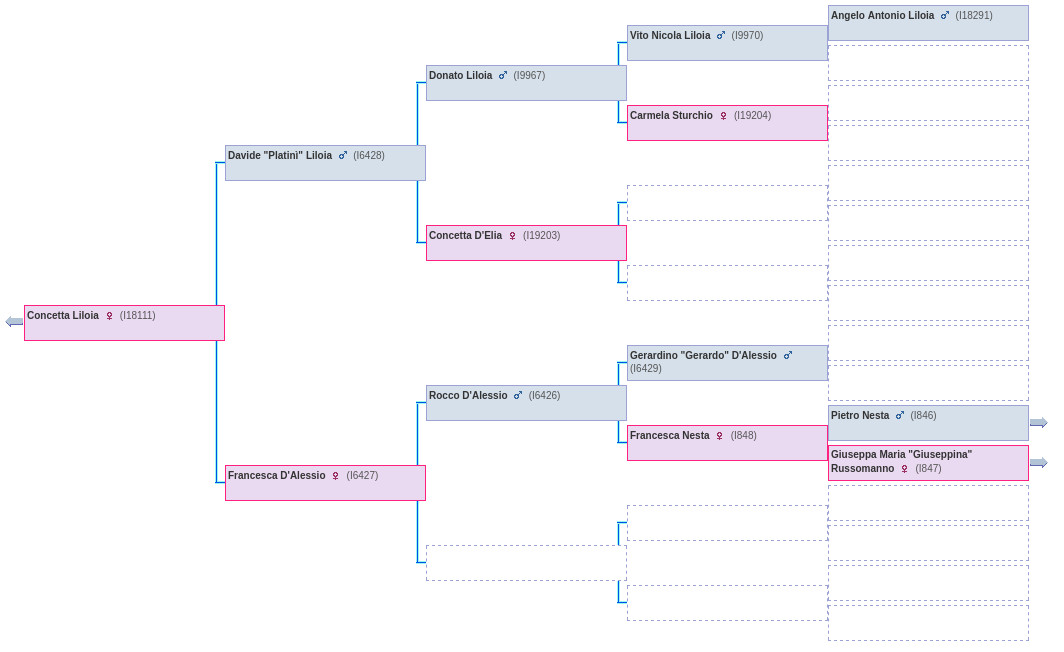 Angelo Antonio Liloia ♂ (I18291)
Vito Nicola Liloia ♂ (I9970)
Donato Liloia ♂ (I9967)
Carmela Sturchio ♀ (I19204)
Davide "Platini" Liloia ♂ (I6428)
Concetta D'Elia ♀ (I19203)
Concetta Liloia ♀ (I18111)
Gerardino "Gerardo" D'Alessio ♂
(I6429)
Rocco D'Alessio ♂ (I6426)
Pietro Nesta ♂ (I846)
Francesca Nesta ♀ (I848)
Giuseppa Maria "Giuseppina"
Russomanno ♀ (I847)
Francesca D'Alessio ♀ (I6427)